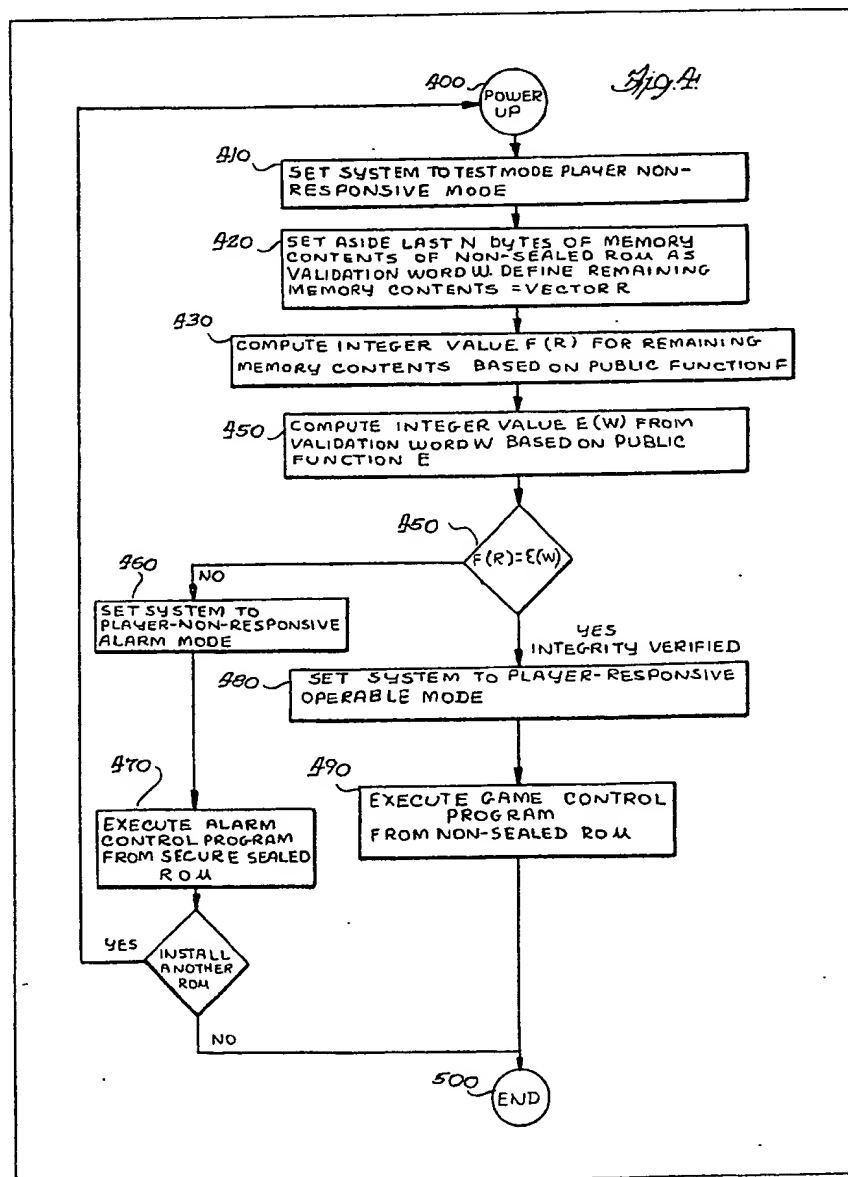 Fig. 4.
400
POWER
UP
410
SET SYSTEM TO TEST MODE PLAYER NON-
RESPONSIVE MODE
420
SET ASIDE LAST N BYTES OF MEMORY
CONTENTS OF NON-SEALED ROM AS
VALIDATION WORD W. DEFINE REMAINING
MEMORY CONTENTS = VECTOR R
430
COMPUTE INTEGER VALUE F(R) FOR REMAINING
MEMORY CONTENTS BASED ON PUBLIC FUNCTION F
450
COMPUTE INTEGER VALUE E(W) FROM
VALIDATION WORD W BASED ON PUBLIC
FUNCTION E
450
F(R)=E(W)
NO
460
SET SYSTEM TO
PLAYER-NON-RESPONSIVE
ALARM MODE
YES
INTEGRITY VERIFIED
480
SET SYSTEM TO PLAYER-RESPONSIVE
OPERABLE MODE
470
EXECUTE ALARM
CONTROL PROGRAM
FROM SECURE SEALED
ROM
490
EXECUTE GAME CONTROL
PROGRAM
FROM NON-SEALED ROM
YES
INSTALL
ANOTHER
ROM
NO
500
END